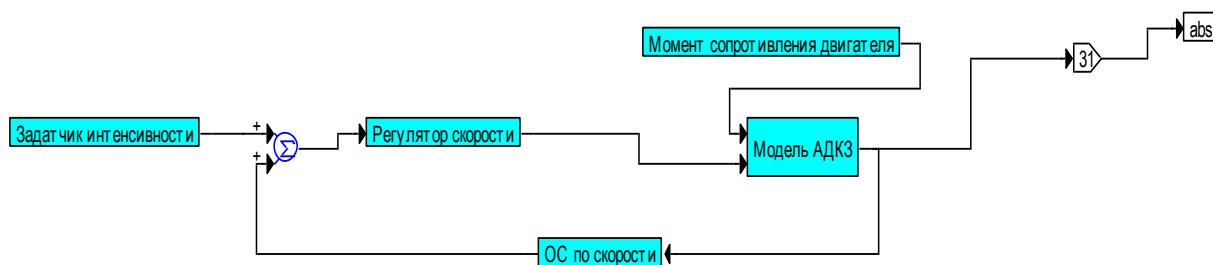 abs
Момент сопротивления двигателя
31
+
Задатчик интенсивности
Регулятор скорости
Σ
+
Модель АДКЗ
ОС по скорости